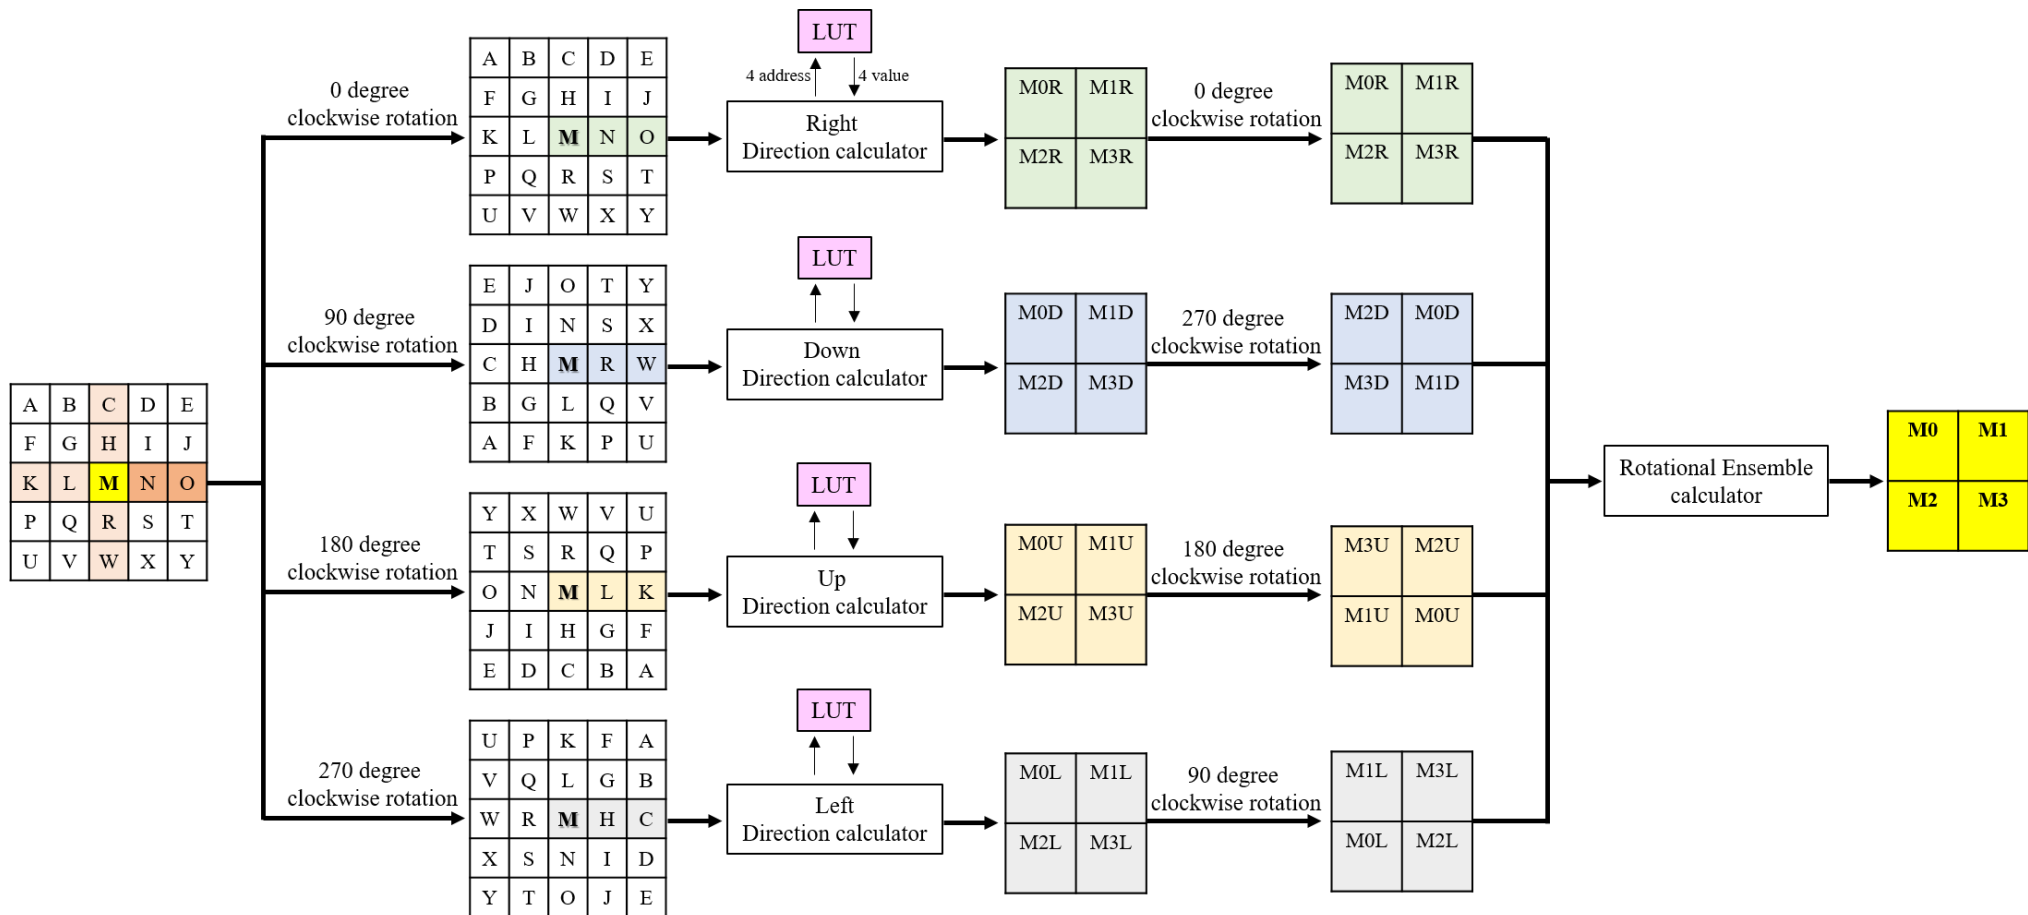 A B C D E
F G H I J
K L M N O
P Q R S T
U V W X Y
0 degree
clockwise rotation
A B C D E
F G H I J
K L M N O
P Q R S T
U V W X Y
LUT
4 address
4 value
Right
Direction calculator
M0R M1R
M2R M3R
0 degree
clockwise rotation
M0R M1R
M2R M3R
90 degree
clockwise rotation
E J O T Y
D I N S X
C H M R W
B G L Q V
A F K P U
LUT
Down
Direction calculator
M0D M1D
M2D M3D
270 degree
clockwise rotation
M2D M0D
M3D M1D
180 degree
clockwise rotation
Y X W V U
T S R Q P
O N M L K
J I H G F
E D C B A
LUT
Up
Direction calculator
M0U M1U
M2U M3U
180 degree
clockwise rotation
M3U M2U
M1U M0U
270 degree
clockwise rotation
U P K F A
V Q L G B
W R M H C
X S N I D
Y T O J E
LUT
Left
Direction calculator
M0L M1L
M2L M3L
90 degree
clockwise rotation
M1L M3L
M0L M2L
Rotational Ensemble
calculator
M0 M1
M2 M3